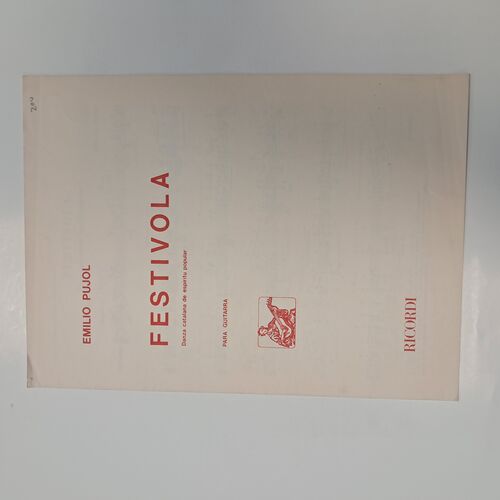 EMILIO PUJOL
FESTIVOLA
Danza catalana de espíritu popular
PARA GUITARRA
RICORDI